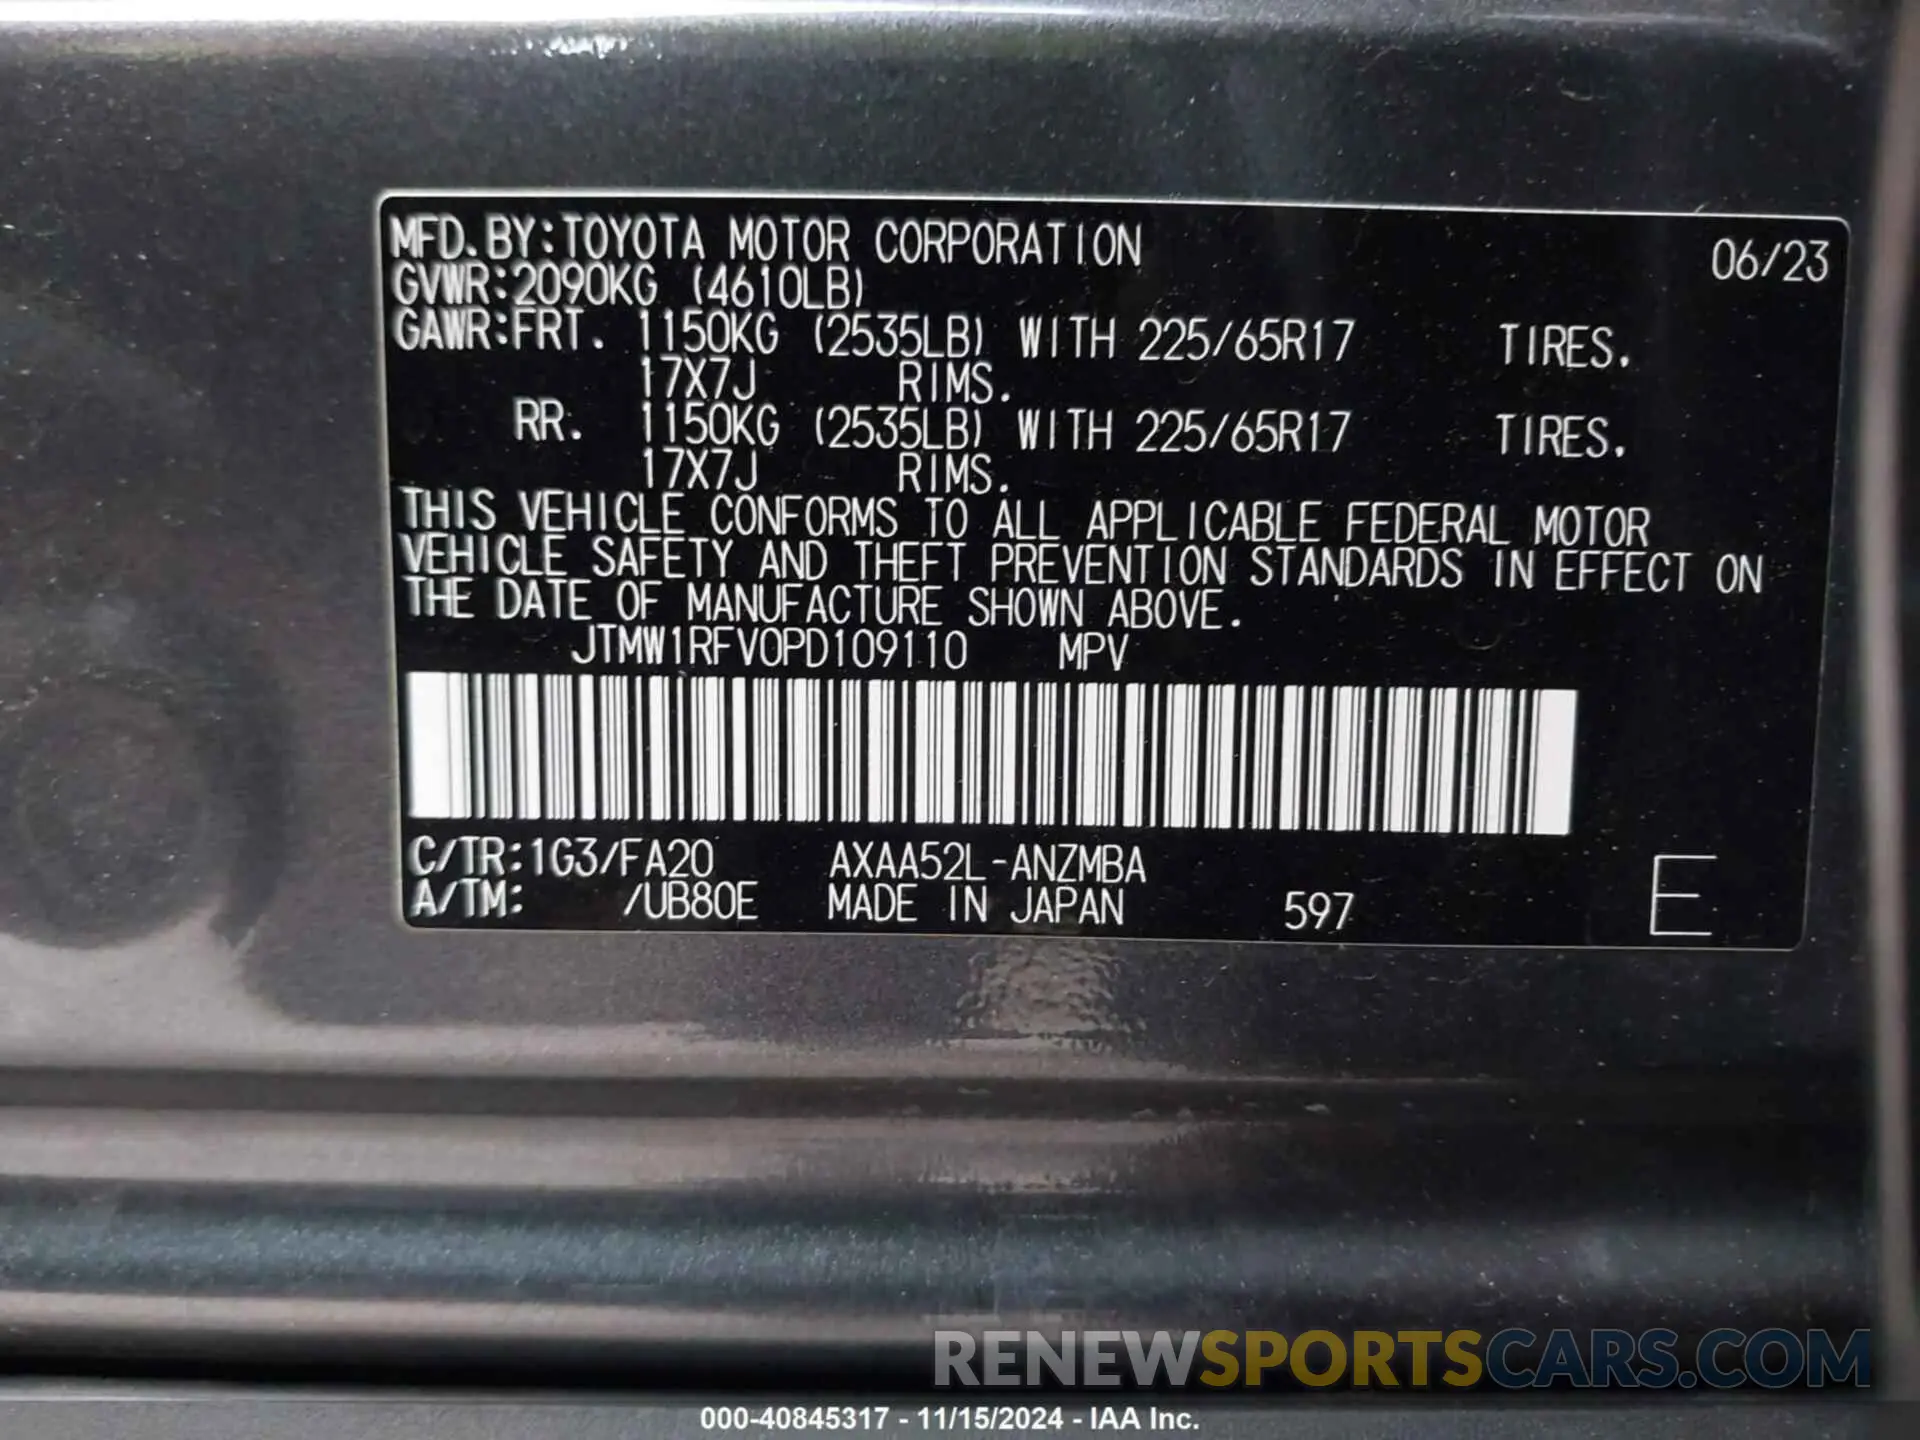 MFD.BY:TOYOTA MOTOR CORPORATION 06/23
GVWR:2090KG (4610LB)
GAWR:FRT. 1150KG (2535LB) WITH 225/65R17 TIRES.
17X7J RIMS.
RR. 1150KG (2535LB) WITH 225/65R17 TIRES.
17X7J RIMS.
THIS VEHICLE CONFORMS TO ALL APPLICABLE FEDERAL MOTOR
VEHICLE SAFETY AND THEFT PREVENTION STANDARDS IN EFFECT ON
THE DATE OF MANUFACTURE SHOWN ABOVE.
JTMW1RFV0PD109110 MPV
C/TR:1G3/FA20 AXAA52L-ANZMBA
A/TM: /UB80E MADE IN JAPAN 597 E
RENEWSPORTSCARS.COM
000-40845317 - 11/15/2024 - IAA Inc.